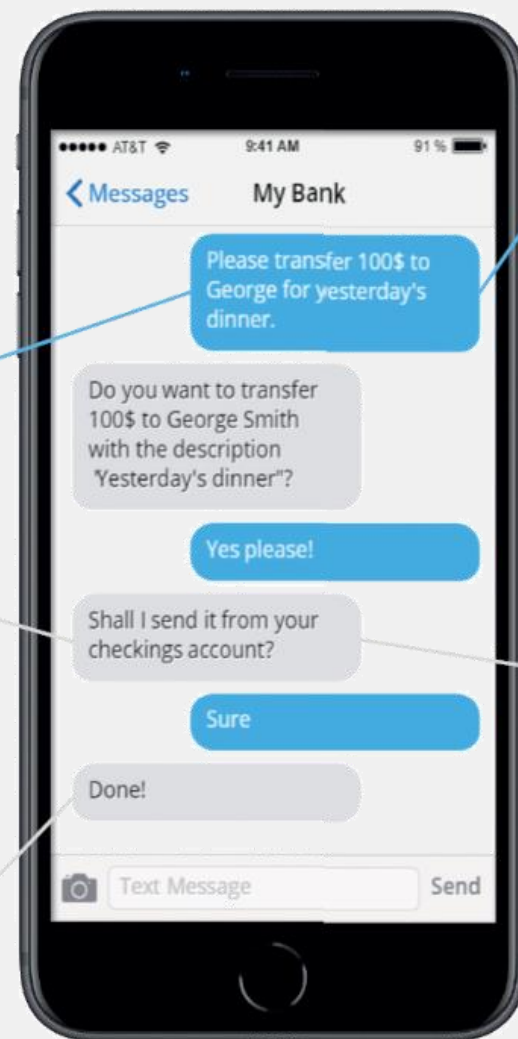 AT&T 9:41 AM 91%
Messages My Bank
Please transfer 100$ to
George for yesterday's
dinner.
Do you want to transfer
100$ to George Smith
with the description
"Yesterday's dinner"?
Yes please!
Shall I send it from your
checkings account?
Sure
Done!
Text Message Send